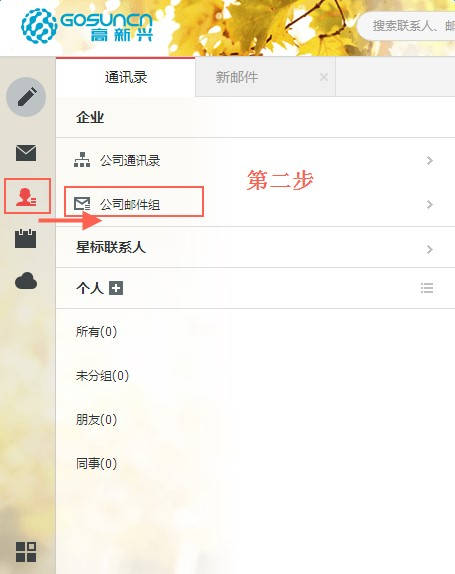 GOSUNCN
高新兴
搜索联系人、邮
通讯录
新邮件
企业
公司通讯录
第二步
公司邮件组
星标联系人
个人
所有(0)
未分组(0)
朋友(0)
同事(0)